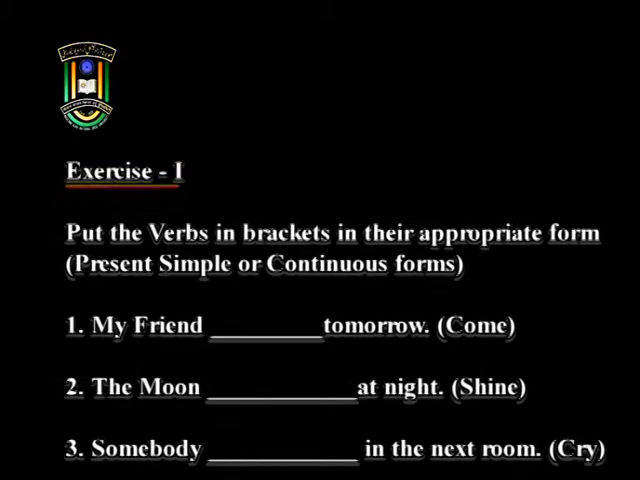 Exercise - I
Put the Verbs in brackets in their appropriate form
(Present Simple or Continuous forms)
1. My Friend _________tomorrow. (Come)
2. The Moon ____________at night. (Shine)
3. Somebody ____________ in the next room. (Cry)